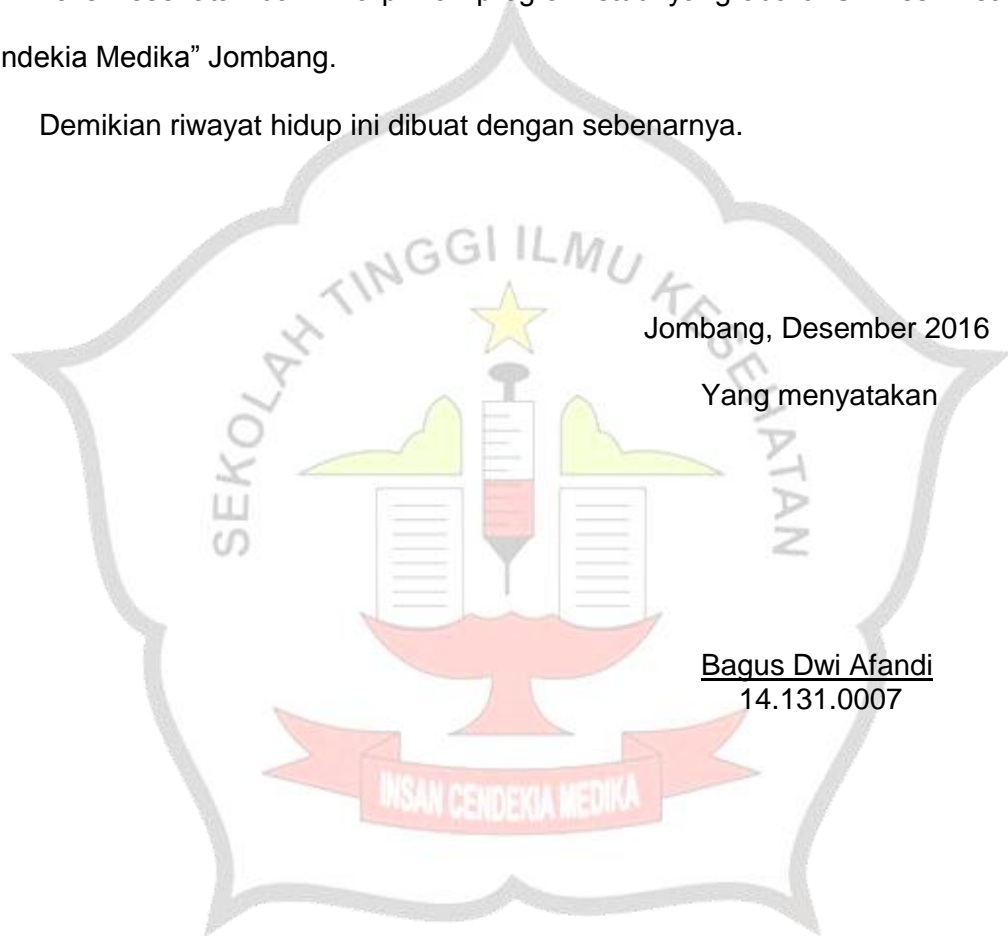 ndekia Medika” Jombang.
Demikian riwayat hidup ini dibuat dengan sebenarnya.
SEKOLAH TINGGI ILMU KESEHATAN
Jombang, Desember 2016
Yang menyatakan
Bagus Dwi Afandi
14.131.0007
INSAN CENDEKIA MEDIKA